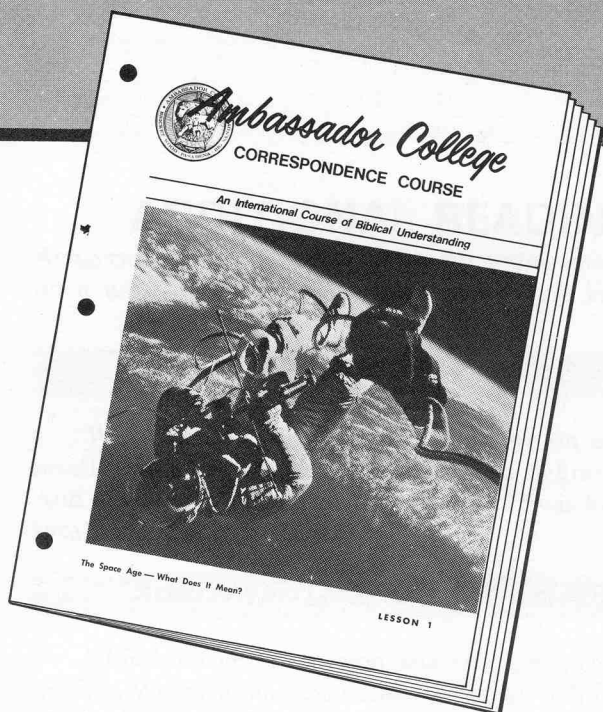 Ambassador College
CORRESPONDENCE COURSE
An International Course of Biblical Understanding
The Space Age — What Does It Mean?
LESSON 1